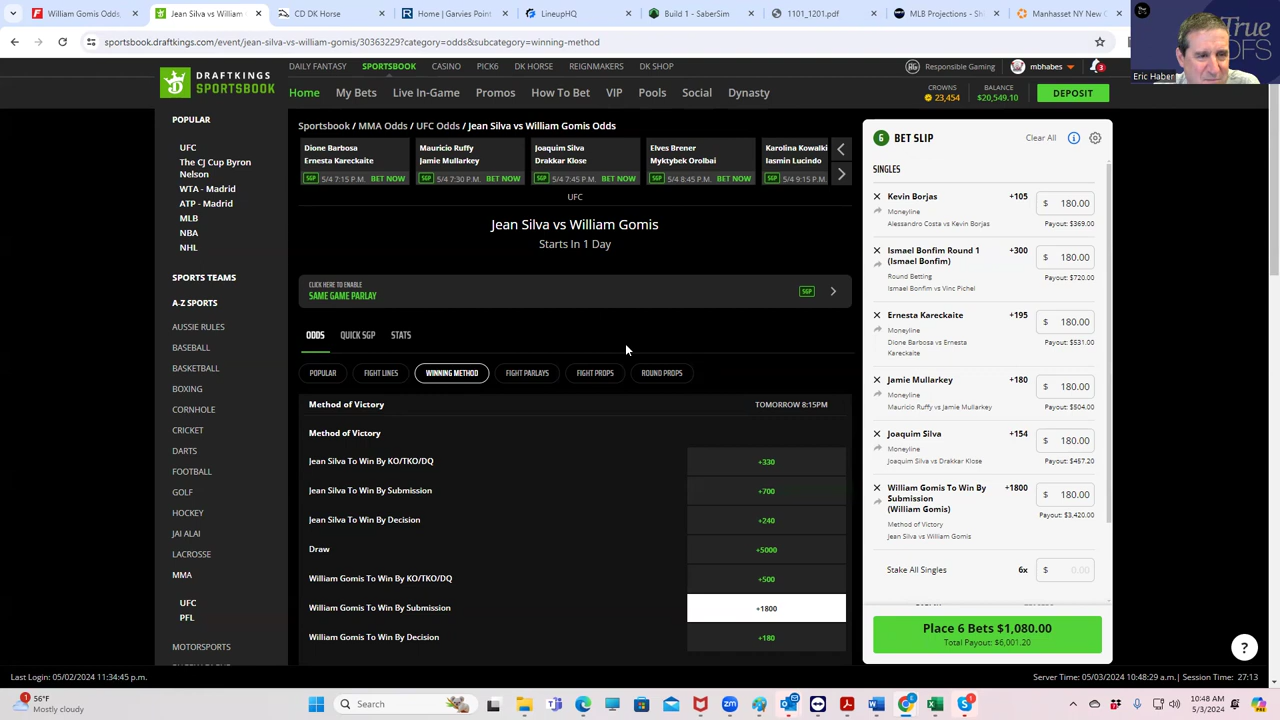 William Gomis Odds,
Jean Silva vs William G
CD DK Horse
Home | Garvies Point
LineupHQ
Build 1 - SaberSim
1101_1201.pdf
MLB Projections - S
Manhasset NY New C
sportsbook.draftkings.com/event/jean-silva-vs-william-gomis/30363229?category=odds&subcategory=winning-method
True
DFS
Eric Haber
DRAFTKINGS
SPORTSBOOK
DAILY FANTASY SPORTSBOOK CASINO PICK6 DK HORSE REIGNMAKERS DK SHOP
Responsible Gaming mbhabes 3
Home My Bets Live In-Game Promos How To Bet VIP Pools Social Dynasty
CROWNS
23,454
BALANCE
$20,549.10
DEPOSIT
POPULAR
UFC
The CJ Cup Byron
Nelson
WTA - Madrid
ATP - Madrid
MLB
NBA
NHL
SPORTS TEAMS
A-Z SPORTS
AUSSIE RULES
BASEBALL
BASKETBALL
BOXING
CORNHOLE
CRICKET
DARTS
FOOTBALL
GOLF
HOCKEY
JAI ALAI
LACROSSE
MMA
UFC
PFL
MOTORSPORTS
Sportsbook / MMA Odds / UFC Odds / Jean Silva vs William Gomis Odds
Dione Barbosa
Ernesta Kareckaite
SGP 5/4 7:15 PM BET NOW
Mauricio Ruffy
Jamie Mullarkey
SGP 5/4 7:30 PM BET NOW
Joaquim Silva
Drakkar Klose
SGP 5/4 7:45 PM BET NOW
Elves Brener
Myktybek Orolbai
SGP 5/4 8:45 PM BET NOW
Karolina Kowalki
Iasmin Lucindo
SGP 5/4 9:15 P.M.
UFC
Jean Silva vs William Gomis
Starts In 1 Day
CLICK HERE TO ENABLE
SAME GAME PARLAY
SGP
ODDS QUICK SGP STATS
POPULAR FIGHT LINES WINNING METHOD FIGHT PARLAYS FIGHT PROPS ROUND PROPS
Method of Victory TOMORROW 8:15PM
Method of Victory
Jean Silva To Win By KO/TKO/DQ +330
Jean Silva To Win By Submission +700
Jean Silva To Win By Decision +240
Draw +5000
William Gomis To Win By KO/TKO/DQ +500
William Gomis To Win By Submission +1800
William Gomis To Win By Decision +180
6 BET SLIP Clear All
SINGLES
Kevin Borjas +105 $ 180.00
Moneyline
Alessandro Costa vs Kevin Borjas Payout: $369.00
Ismael Bonfim Round 1 +300 $ 180.00
(Ismael Bonfim)
Round Betting Payout: $720.00
Ismael Bonfim vs Vinc Pichel
Ernesta Kareckaite +195 $ 180.00
Moneyline
Dione Barbosa vs Ernesta Payout: $531.00
Kareckaite
Jamie Mullarkey +180 $ 180.00
Moneyline
Mauricio Ruffy vs Jamie Mullarkey Payout: $504.00
Joaquim Silva +154 $ 180.00
Moneyline
Joaquim Silva vs Drakkar Klose Payout: $457.20
William Gomis To Win By +1800 $ 180.00
Submission
(William Gomis)
Payout: $3,420.00
Method of Victory
Jean Silva vs William Gomis
Stake All Singles 6x $ 0.00
Place 6 Bets $1,080.00
Total Payout: $6,001.20
?
Last Login: 05/02/2024 11:34:45 p.m. Server Time: 05/03/2024 10:48:29 a.m.| Session Time: 27:13
1
56°F
Mostly cloudy
Search
10:48 AM
5/3/2024